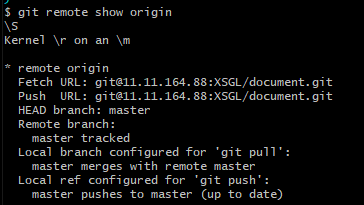 $ git remote show origin
\S
Kernel \r on an \m

* remote origin
  Fetch URL: git@11.11.164.88:XSGL/document.git
  Push  URL: git@11.11.164.88:XSGL/document.git
  HEAD branch: master
  Remote branch:
    master tracked
  Local branch configured for 'git pull':
    master merges with remote master
  Local ref configured for 'git push':
    master pushes to master (up to date)